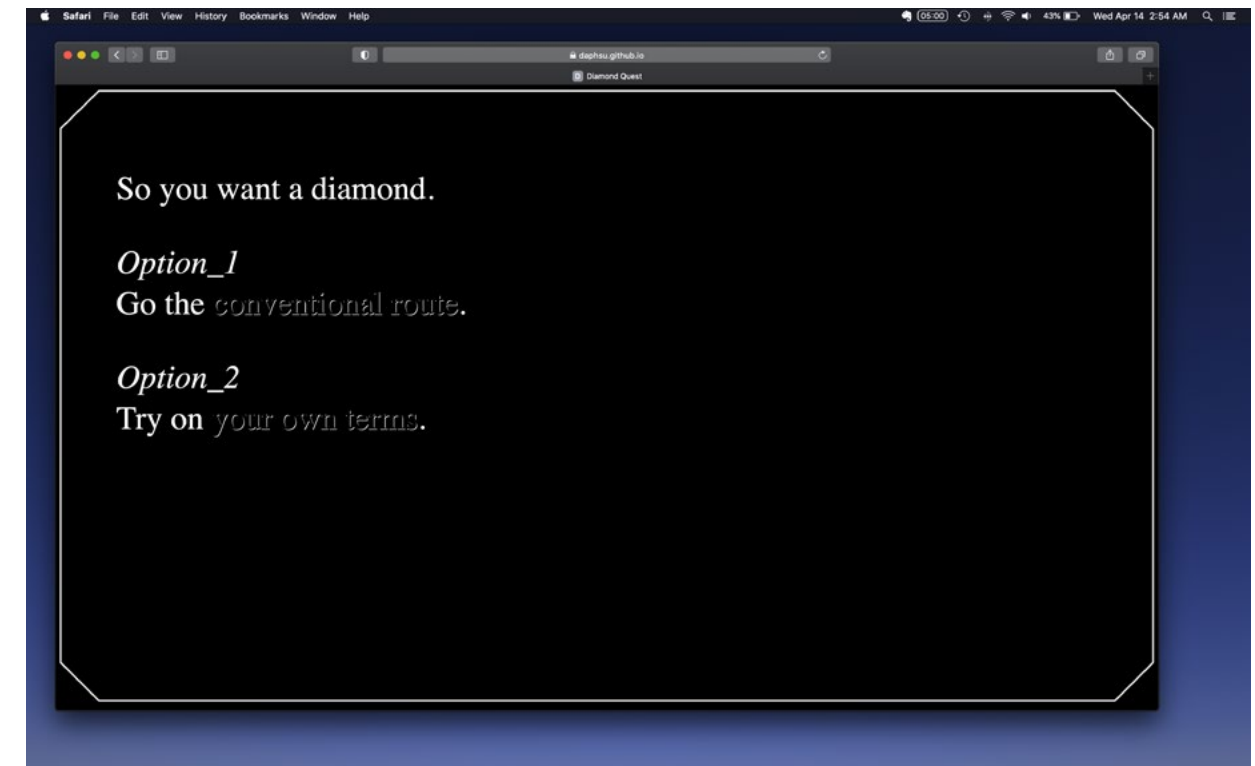 Safari File Edit View History Bookmarks Window Help 05:00 43% Wed Apr 14 2:54 AM
daphsu.github.io
D Diamond Quest
So you want a diamond.
Option_1
Go the conventional route.
Option_2
Try on your own terms.